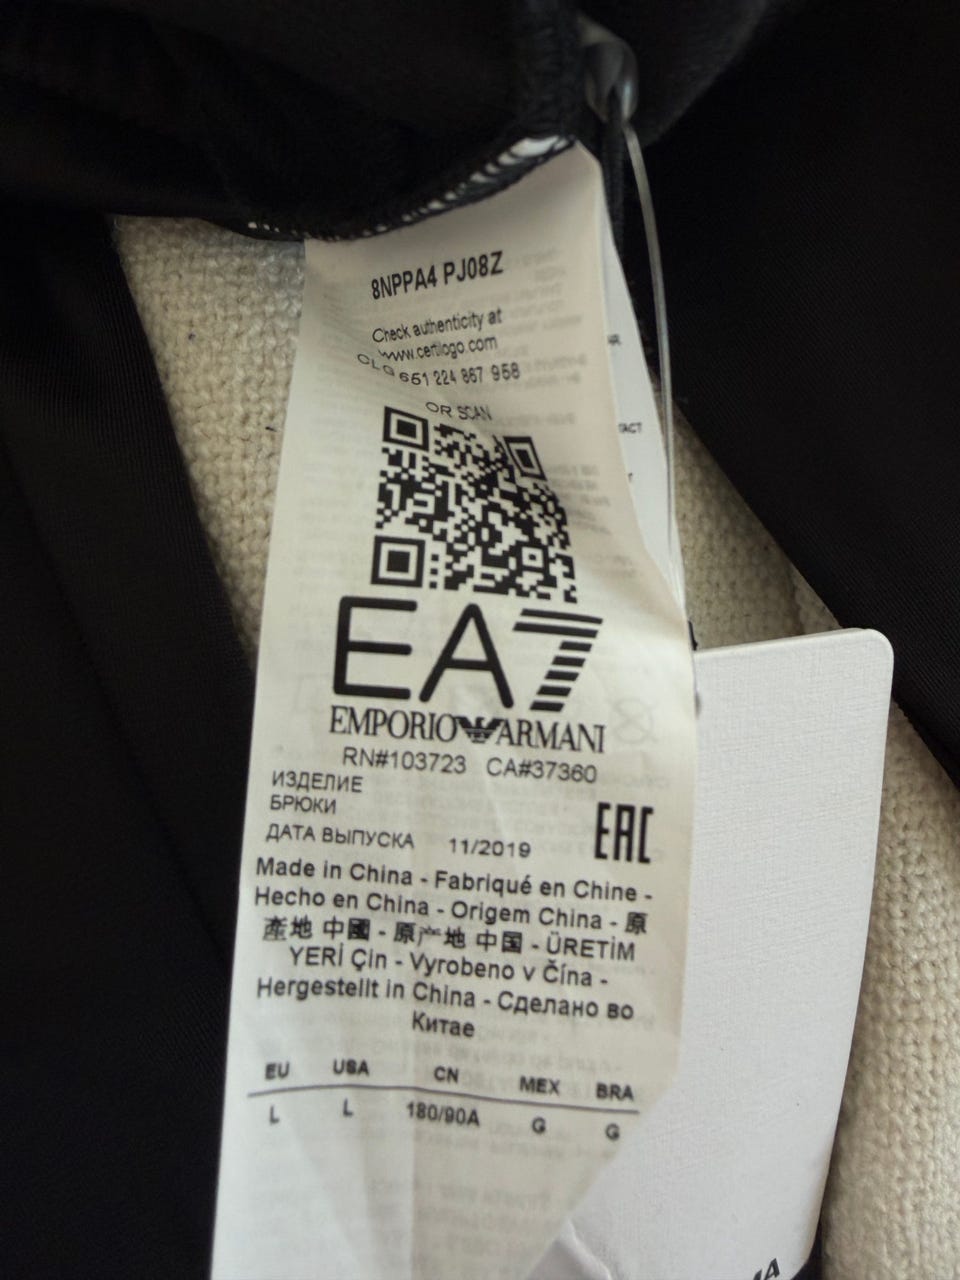 8NPPA4 PJ08Z
Check authenticity at
www.certilogo.com
CLG 651 224 867 958
OR SCAN
EA7
EMPORIO ARMANI
RN#103723 CA#37360
ИЗДЕЛИЕ
БРЮКИ
ДАТА ВЫПУСКА 11/2019
EAC
Made in China - Fabriqué en Chine -
Hecho en China - Origem China - 原
產地 中國 - 原产地 中国 - ÜRETİM
YERİ Çin - Vyrobeno v Čína -
Hergestellt in China - Сделано во
Китае
EU USA CN MEX BRA
L L 180/90A G G